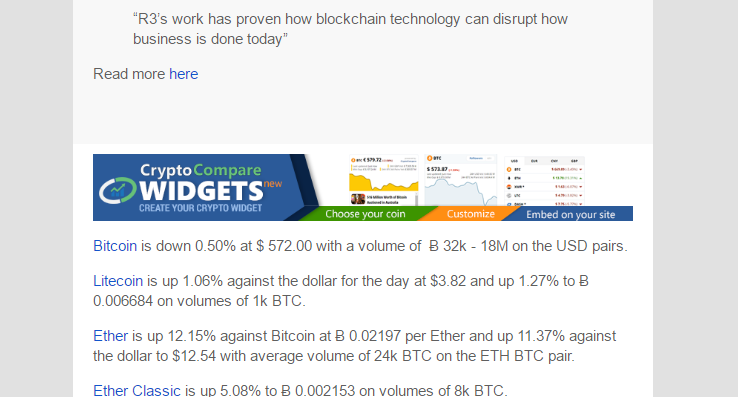 “R3’s work has proven how blockchain technology can disrupt how
business is done today”
Read more here
CryptoCompare
WIDGETS new
CREATE YOUR CRYPTO WIDGET
BTC
$ 573.87
Choose your coin
Customize
Embed on your site
Bitcoin is down 0.50% at $ 572.00 with a volume of Ƀ 32k - 18M on the USD pairs.
Litecoin is up 1.06% against the dollar for the day at $3.82 and up 1.27% to Ƀ
0.006684 on volumes of 1k BTC.
Ether is up 12.15% against Bitcoin at Ƀ 0.02197 per Ether and up 11.37% against
the dollar to $12.54 with average volume of 24k BTC on the ETH BTC pair.
Ether Classic is up 5.08% to Ƀ 0.002153 on volumes of 8k BTC.